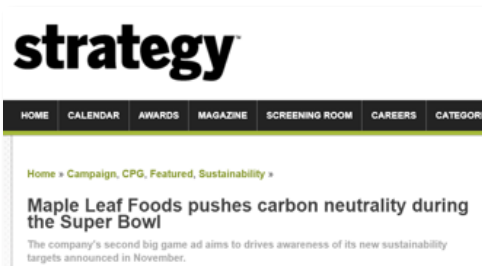 strategy™
HOME CALENDAR AWARDS MAGAZINE SCREENING ROOM CAREERS CATEGORI
Home » Campaign, CPG, Featured, Sustainability »
Maple Leaf Foods pushes carbon neutrality during
the Super Bowl
The company's second big game ad aims to drives awareness of its new sustainability
targets announced in November.